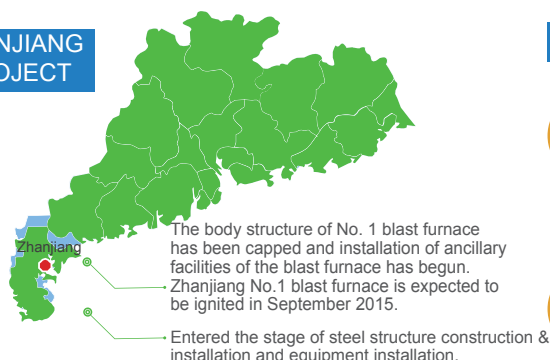 NJIANG
OJECT
Zhanjiang
The body structure of No. 1 blast furnace
has been capped and installation of ancillary
facilities of the blast furnace has begun.
Zhanjiang No.1 blast furnace is expected to
be ignited in September 2015.
Entered the stage of steel structure construction &
installation and equipment installation.